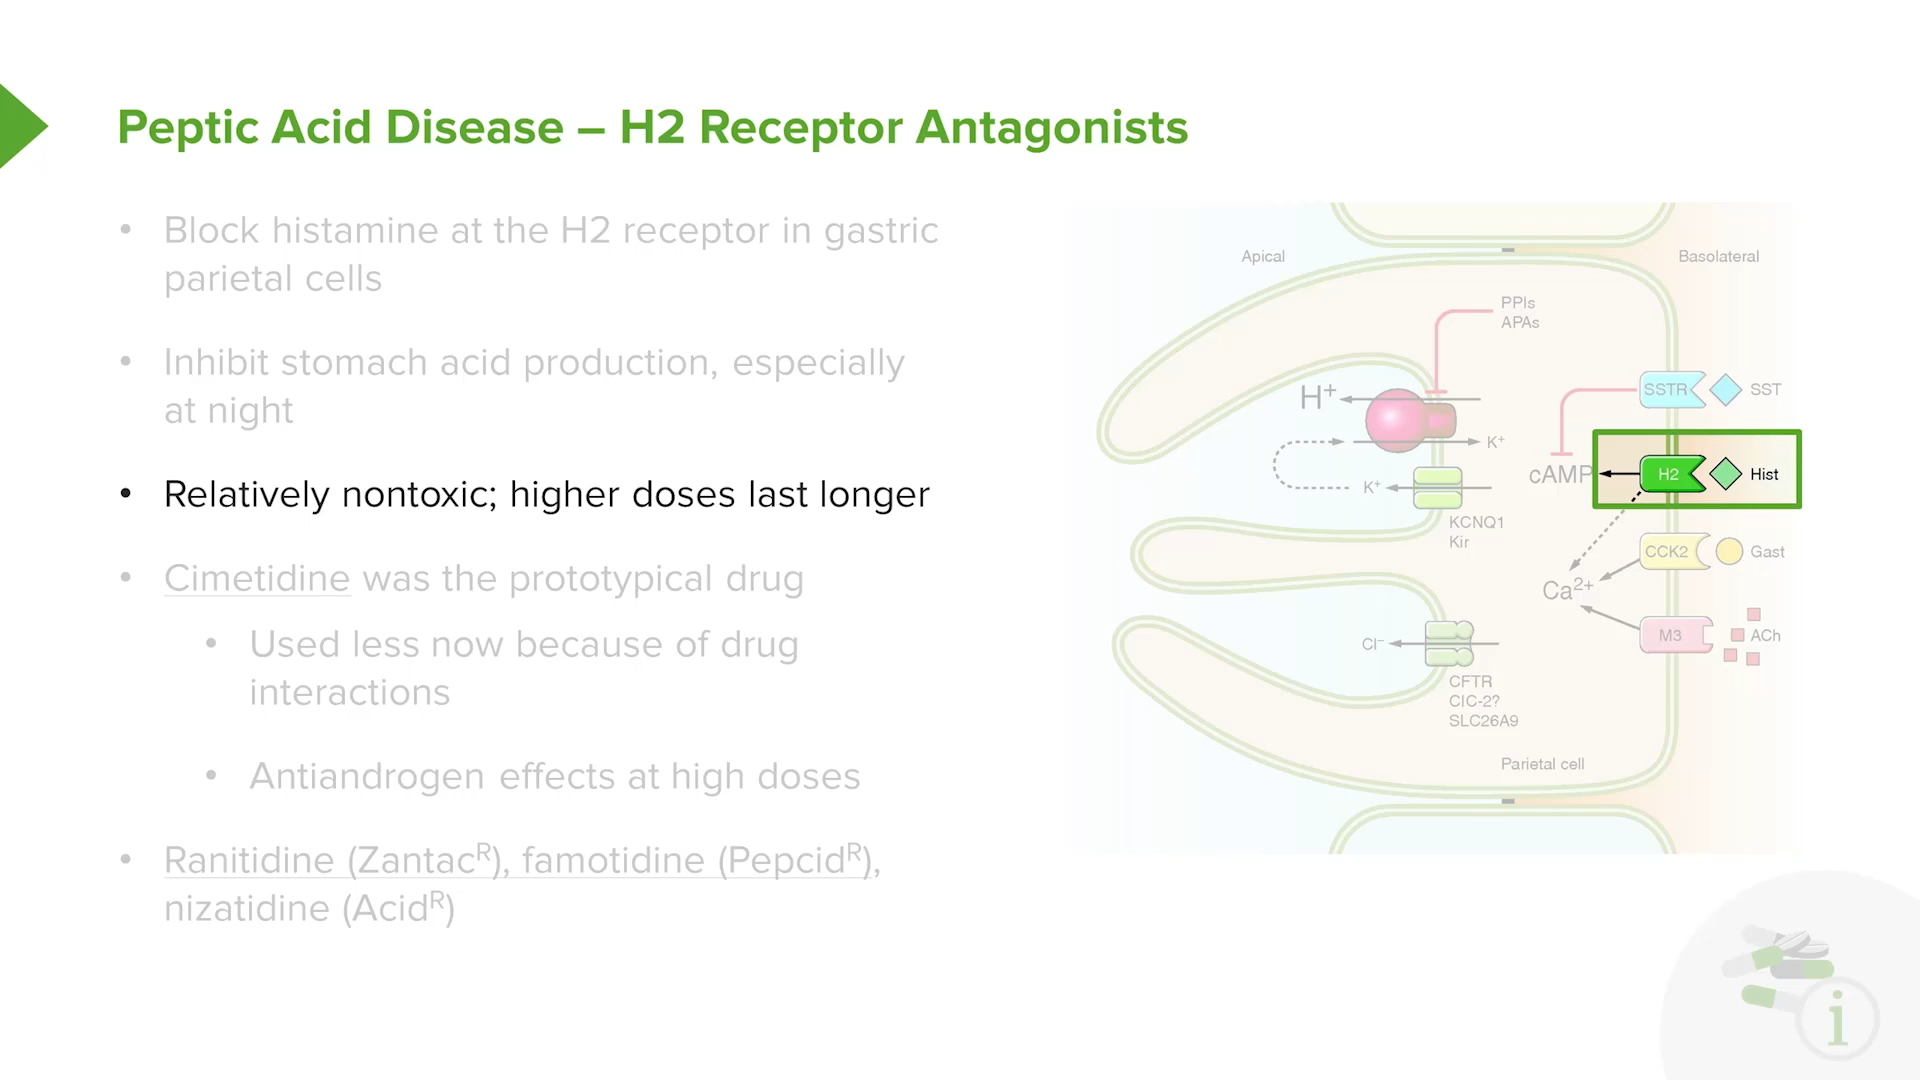 Peptic Acid Disease – H2 Receptor Antagonists
• Block histamine at the H2 receptor in gastric
parietal cells
• Inhibit stomach acid production, especially
at night
• Relatively nontoxic; higher doses last longer
• Cimetidine was the prototypical drug
• Used less now because of drug
interactions
• Antiandrogen effects at high doses
• Ranitidine (Zantacᴿ), famotidine (Pepcidᴿ),
nizatidine (Acidᴿ)
Apical
Basolateral
PPIs
APAs
H⁺
K⁺
K⁺
KCNQ1
Kir
SSTR
SST
cAMP
H2
Hist
CCK2
Gast
Ca²⁺
M3
ACh
Cl⁻
CFTR
ClC-2?
SLC26A9
Parietal cell
i